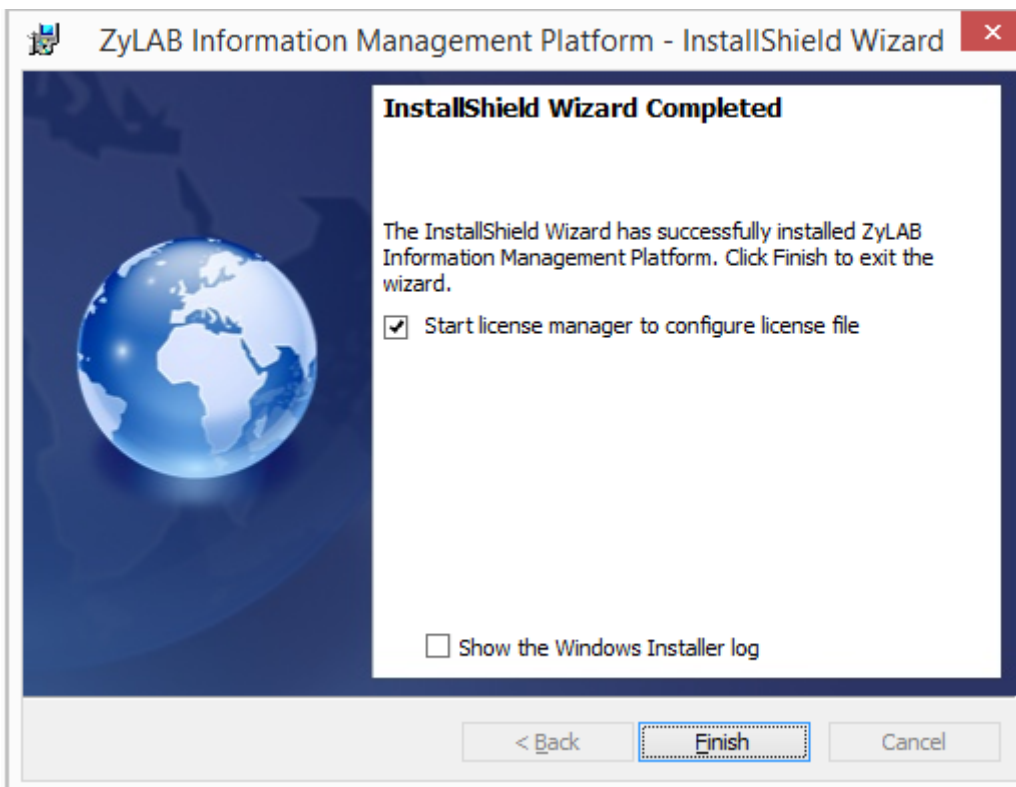 ZyLAB Information Management Platform - InstallShield Wizard
InstallShield Wizard Completed
The InstallShield Wizard has successfully installed ZyLAB
Information Management Platform. Click Finish to exit the
wizard.
Start license manager to configure license file
Show the Windows Installer log
< Back
Finish
Cancel